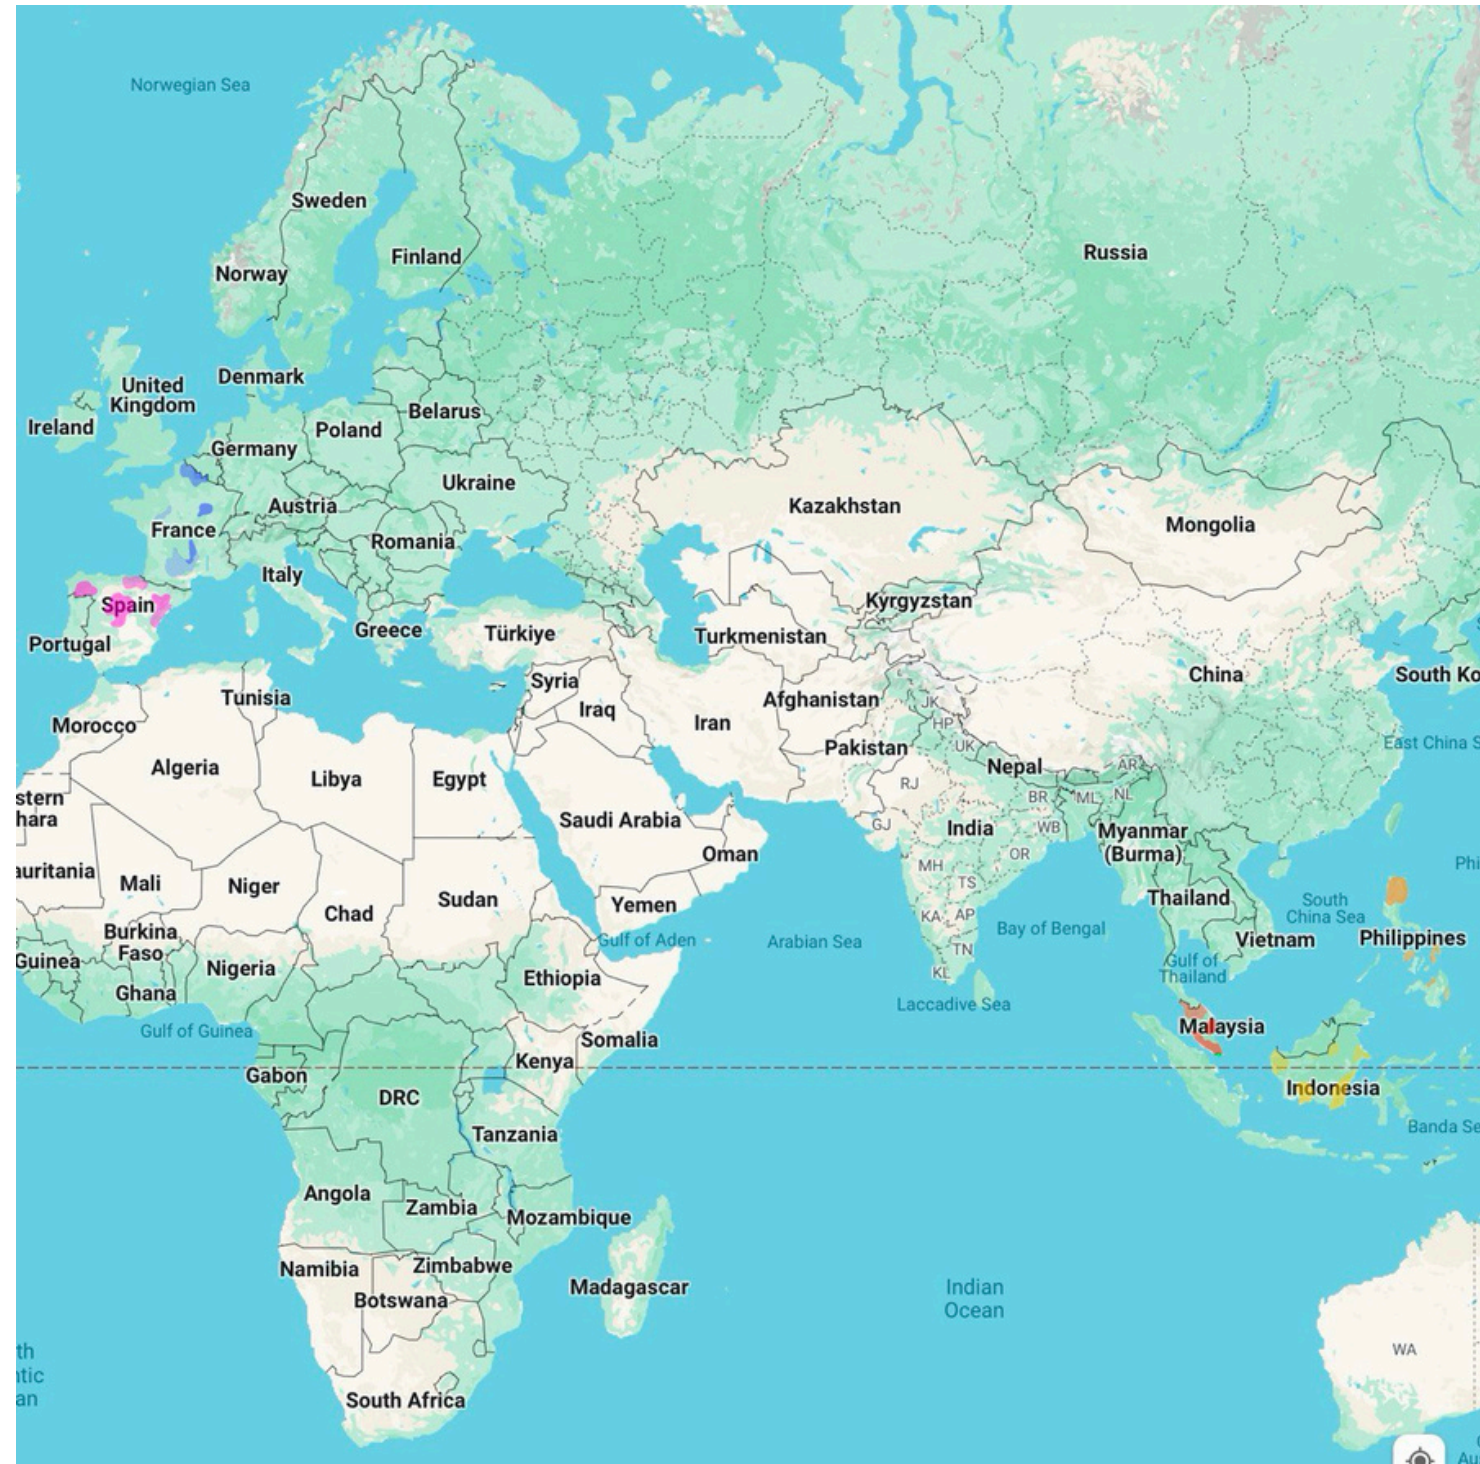 Norwegian Sea
Sweden
Finland
Norway
Russia
Denmark
United
Kingdom
Belarus
Ireland
Poland
Germany
Ukraine
Austria
Kazakhstan
France
Mongolia
Romania
Italy
Spain
Kyrgyzstan
Portugal
Greece
Türkiye
Turkmenistan
China
South Ko
Syria
Tunisia
Afghanistan
JK
Iraq
Morocco
Iran
HP
Pakistan
UK
East China S
Algeria
Libya
Egypt
Nepal
AR
RJ
BR
ML
NL
stern
hara
Saudi Arabia
GJ
India
WB
Myanmar
(Burma)
Oman
OR
MH
Phi
auritania
Mali
Niger
TS
Thailand
Chad
Sudan
Yemen
KA
AP
South
China Sea
Burkina
Faso
Gulf of Aden
Arabian Sea
Bay of Bengal
Vietnam
Philippines
TN
Guinea
Nigeria
Ethiopia
KL
Gulf of
Thailand
Ghana
Laccadive Sea
Gulf of Guinea
Somalia
Malaysia
Kenya
Gabon
DRC
Indonesia
Tanzania
Banda Se
Angola
Zambia
Mozambique
Namibia
Zimbabwe
Madagascar
Botswana
Indian
Ocean
WA
th
ntic
an
South Africa
Au